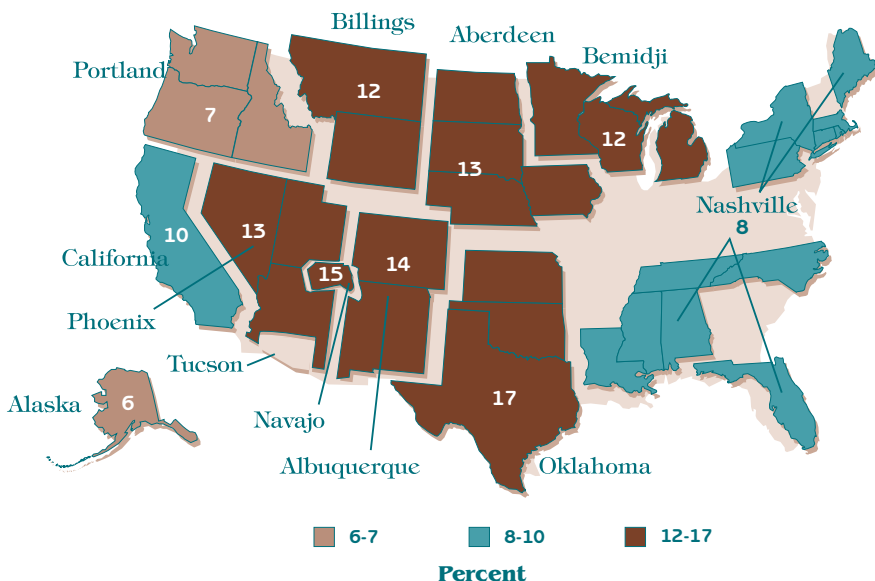 Billings
Aberdeen
Bemidji
Portland
12
7
12
13
Nashville
8
10
13
California
15
14
Phoenix
Tucson
Alaska
6
17
Navajo
Albuquerque
Oklahoma
6-7
8-10
12-17
Percent